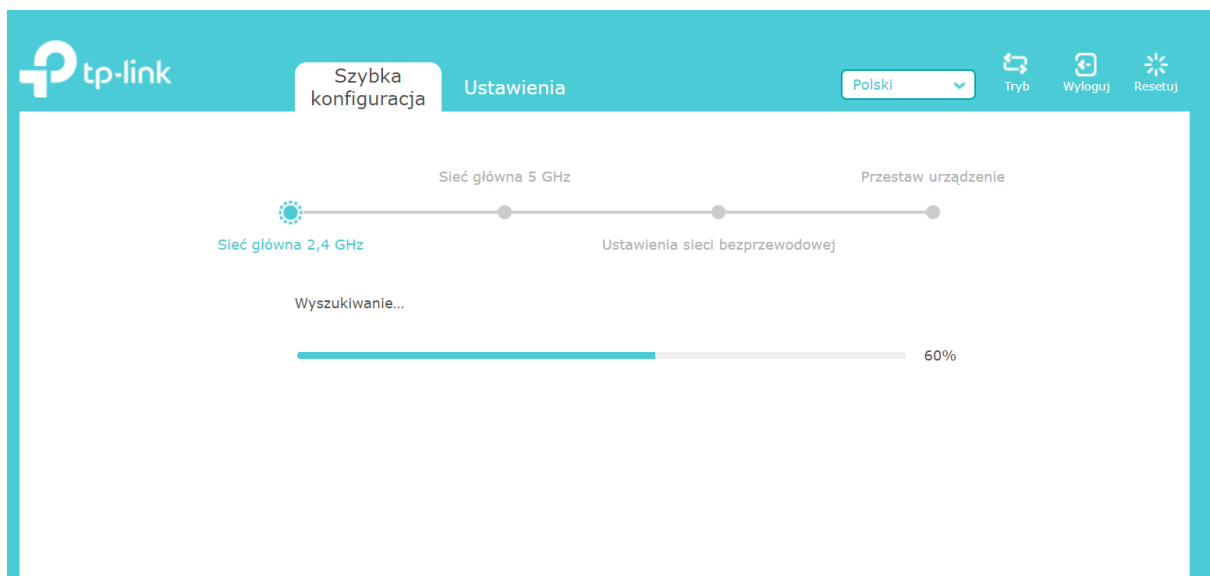 tp-link
Szybka
konfiguracja
Ustawienia
Polski
Tryb
Wyloguj
Resetuj
Sieć główna 5 GHz
Przestaw urządzenie
Sieć główna 2,4 GHz
Ustawienia sieci bezprzewodowej
Wyszukiwanie...
60%